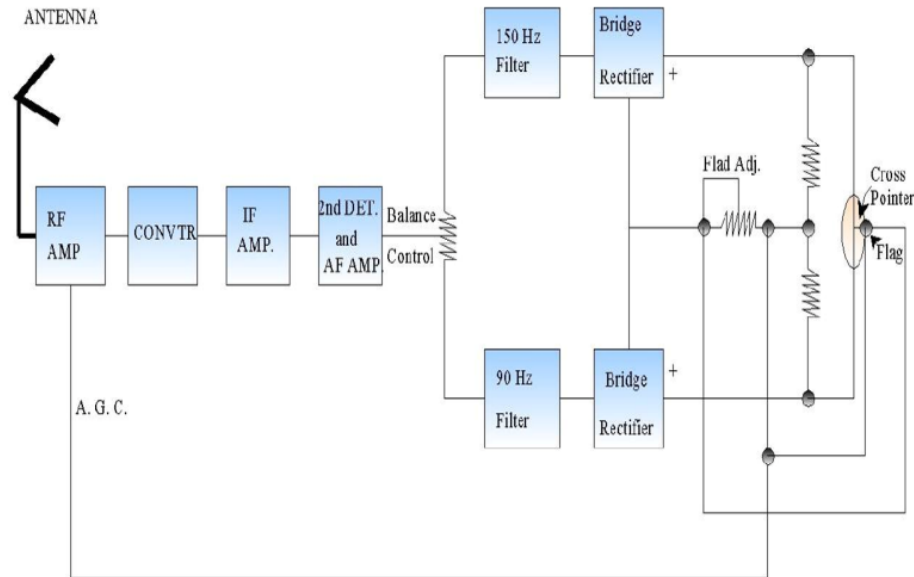 ANTENNA
150 Hz
Filter
Bridge
Rectifier
+
Flad Adj.
Cross
Pointer
Flag
RF
AMP
CONVTR
IF
AMP.
2nd DET.
and
AF AMP.
Balance
Control
90 Hz
Filter
Bridge
Rectifier
+
A. G. C.